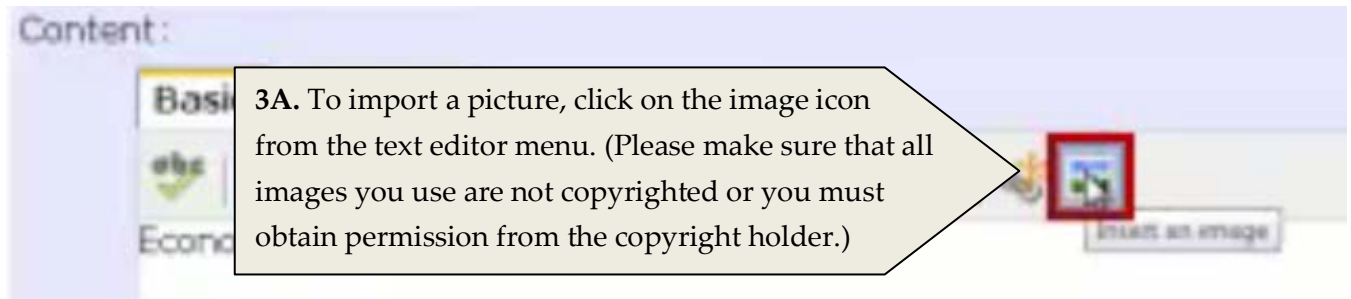 Content:
Basi
3A. To import a picture, click on the image icon
from the text editor menu. (Please make sure that all
images you use are not copyrighted or you must
obtain permission from the copyright holder.)
abc
Econo
Insert an image